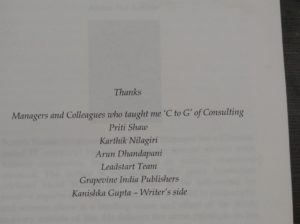 Thanks
Managers and Colleagues who taught me 'C to G' of Consulting
Priti Shaw
Karthik Nilagiri
Arun Dhandapani
Leadstart Team
Grapevine India Publishers
Kanishka Gupta – Writer's side